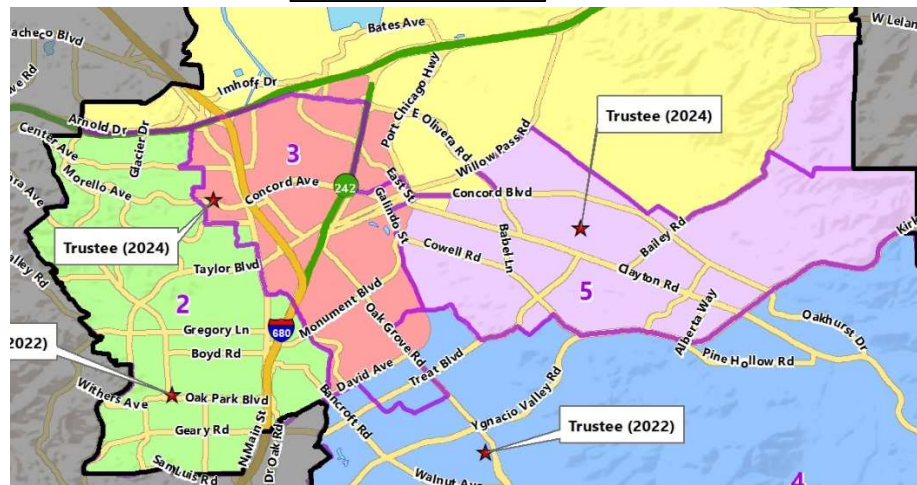 Bates Ave
W Lelan
acheco Blvd
Imhoff Dr
Port Chicago Hwy
Arnold Dr
Glacier Dr
Center Ave
E Olivera Rd
Willow Pass Rd
Trustee (2024)
3
Morello Ave
Concord Ave
242
East St
Concord Blvd
Galindo St
Trustee (2024)
Babel Ln
Bailey Rd
Kirk
Cowell Rd
alley Rd
Taylor Blvd
Clayton Rd
2
5
Alberta Way
Oakhurst Dr
Gregory Ln
680
Monument Blvd
Oak Grove Rd
2022)
Boyd Rd
Pine Hollow Rd
David Ave
Treat Blvd
Withers Ave
Oak Park Blvd
Ygnacio Valley Rd
Bancroft Rd
Geary Rd
N Main St
Dr Oak Rd
Trustee (2022)
San Luis Rd
Walnut Ave
4